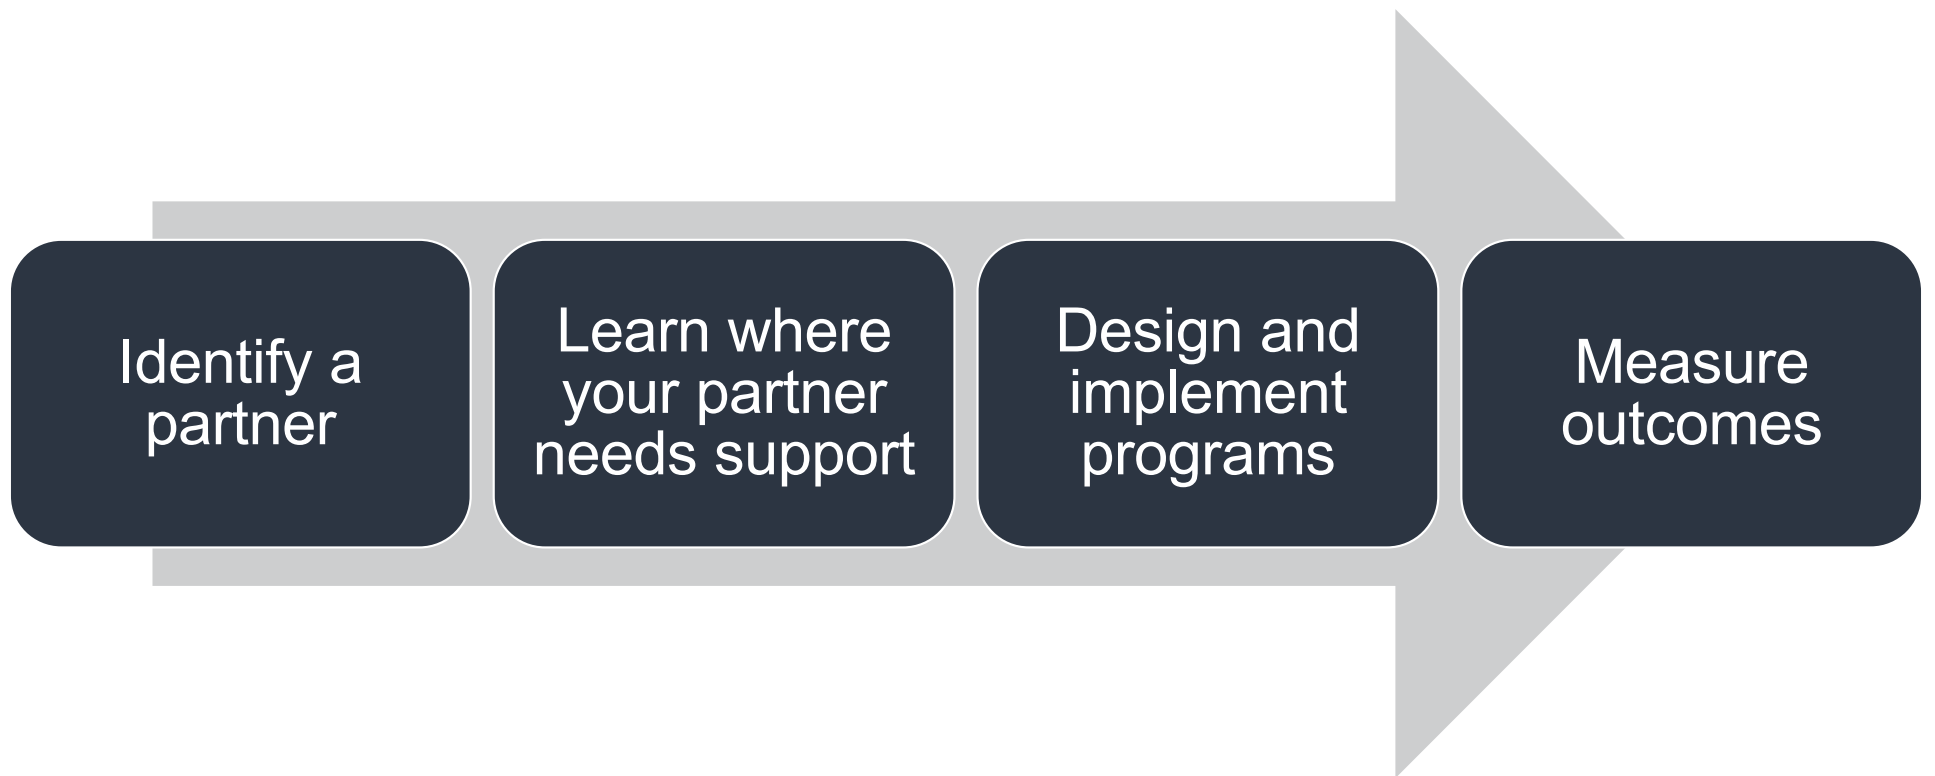 Identify a
partner
Learn where
your partner
needs support
Design and
implement
programs
Measure
outcomes